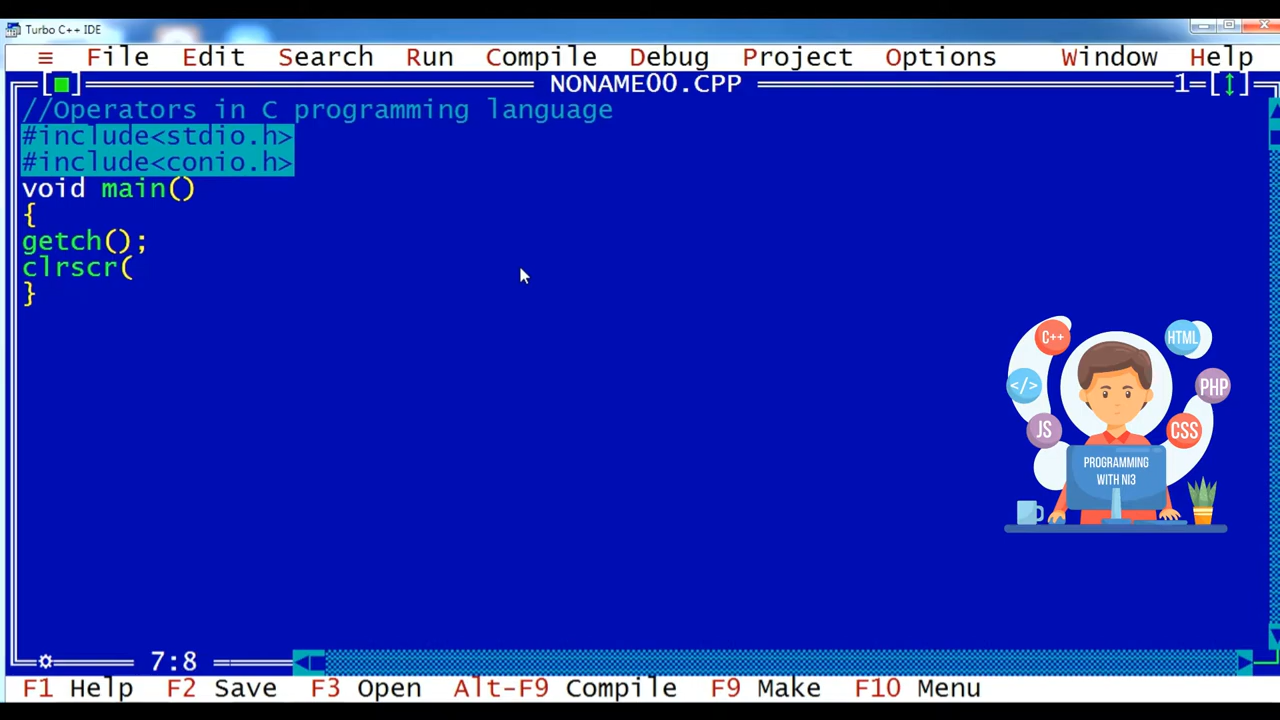 Turbo C++ IDE
≡ File Edit Search Run Compile Debug Project Options Window Help
NONAME00.CPP 1=[↕]
//Operators in C programming language
#include<stdio.h>
#include<conio.h>
void main()
{
getch();
clrscr(
}
C++ HTML
</> PHP
JS CSS
PROGRAMMING
WITH NI3
7:8
F1 Help F2 Save F3 Open Alt-F9 Compile F9 Make F10 Menu